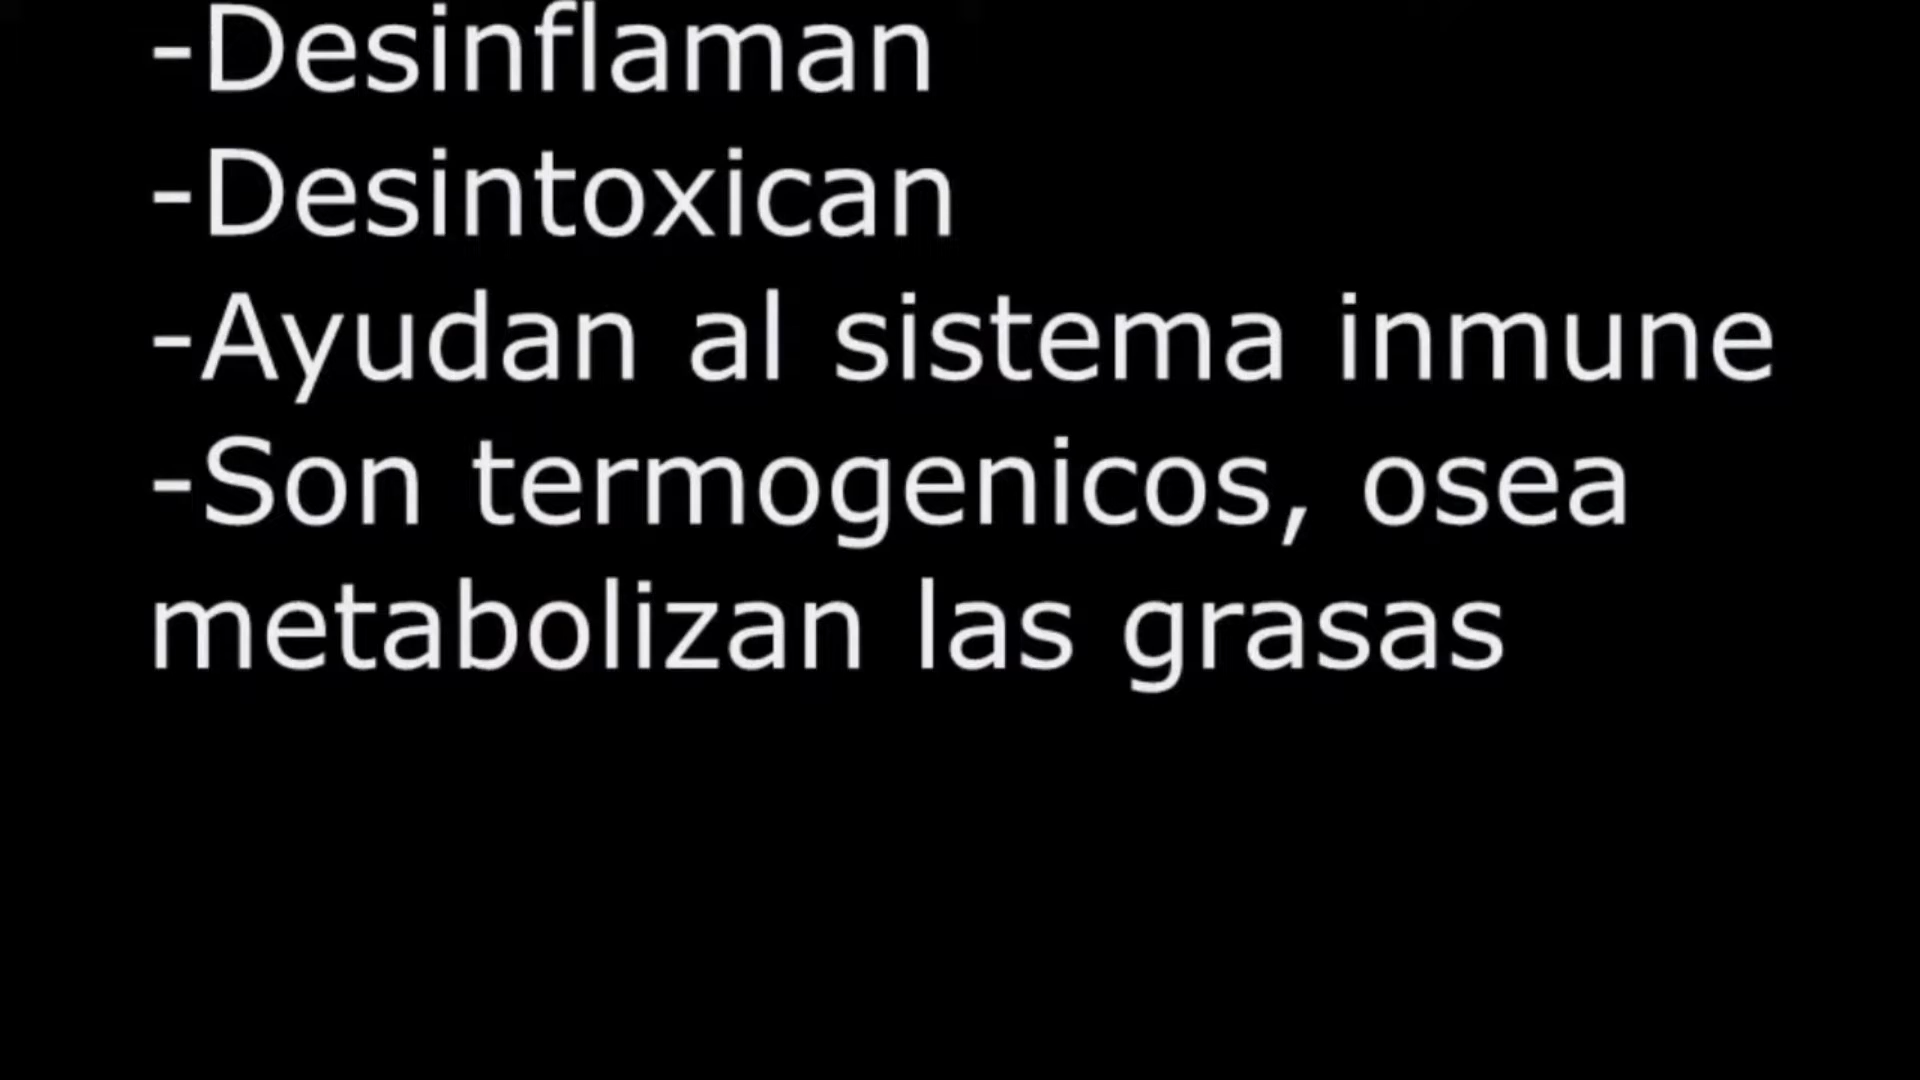 -Desinflaman
-Desintoxican
-Ayudan al sistema inmune
-Son termogenicos, osea
metabolizan las grasas